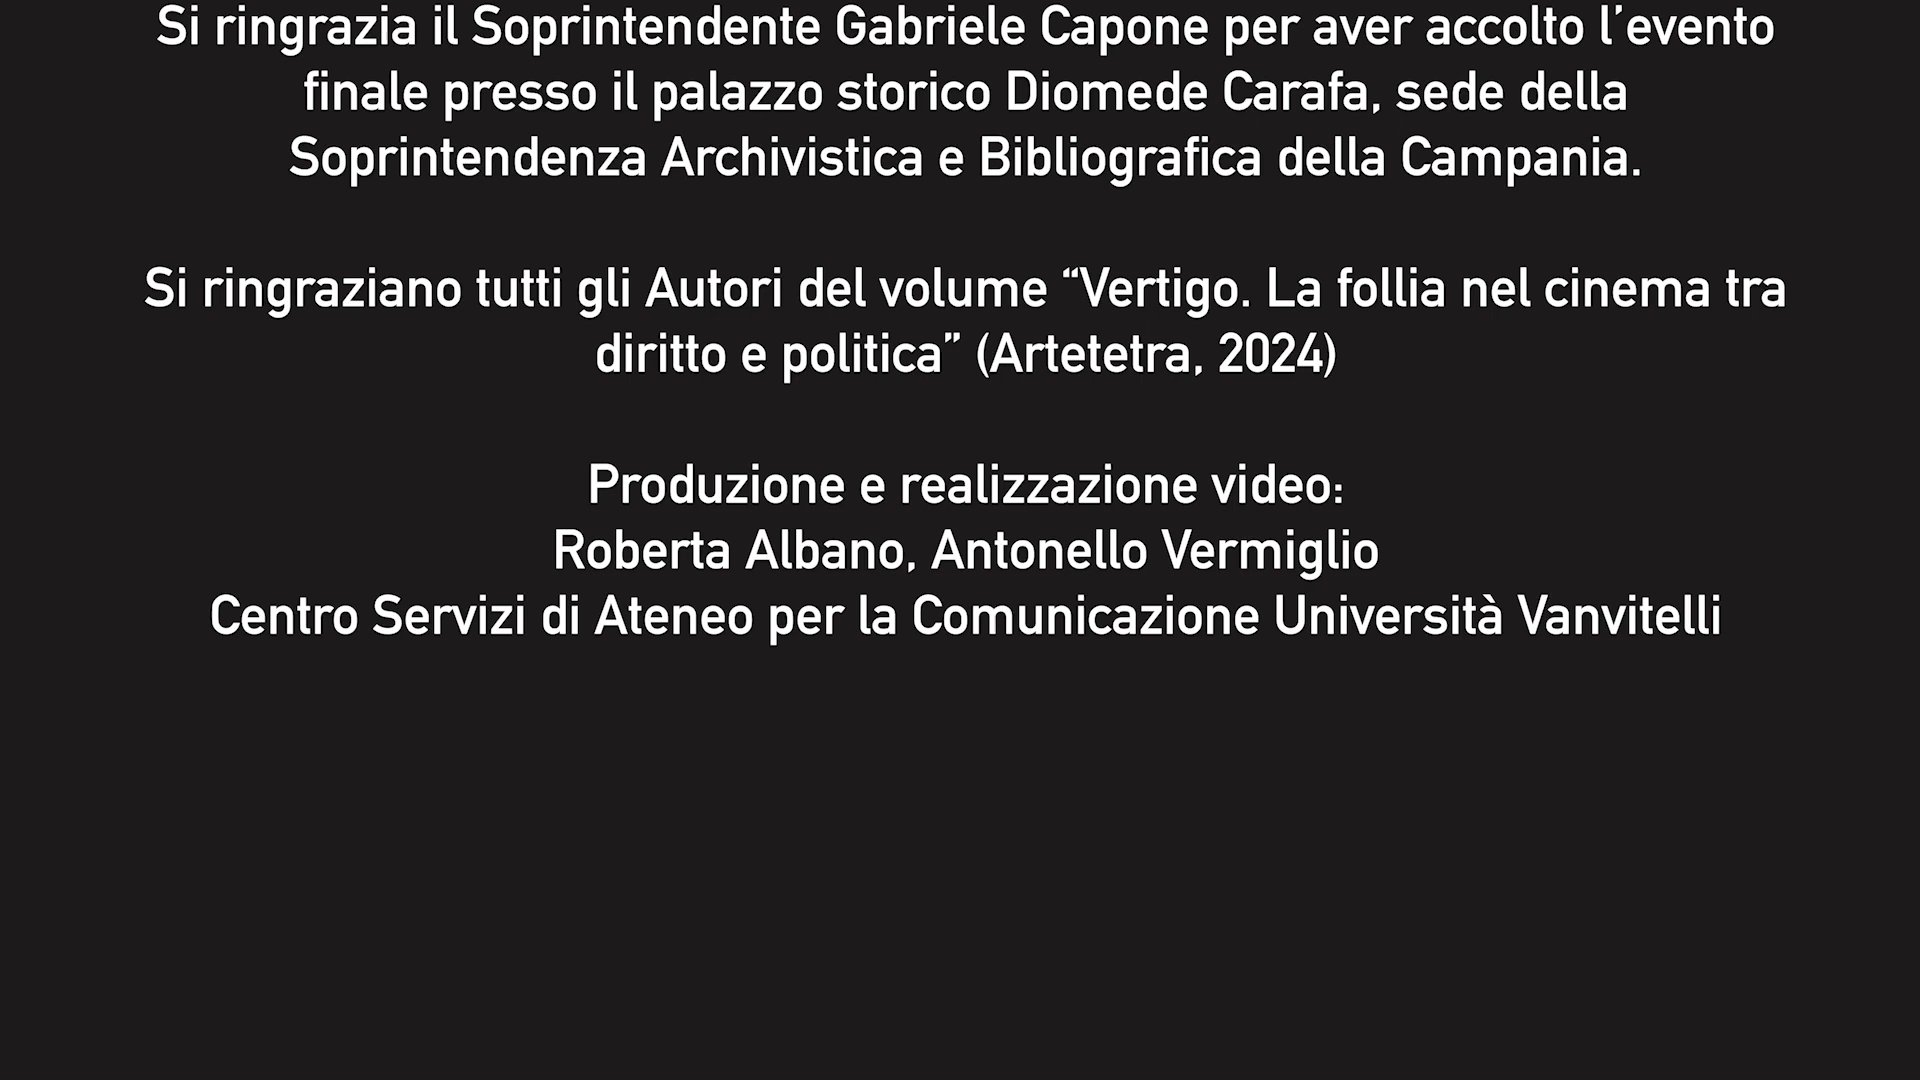 Si ringrazia il Soprintendente Gabriele Capone per aver accolto l’evento
finale presso il palazzo storico Diomede Carafa, sede della
Soprintendenza Archivistica e Bibliografica della Campania.
Si ringraziano tutti gli Autori del volume “Vertigo. La follia nel cinema tra
diritto e politica” (Artetetra, 2024)
Produzione e realizzazione video:
Roberta Albano, Antonello Vermiglio
Centro Servizi di Ateneo per la Comunicazione Università Vanvitelli